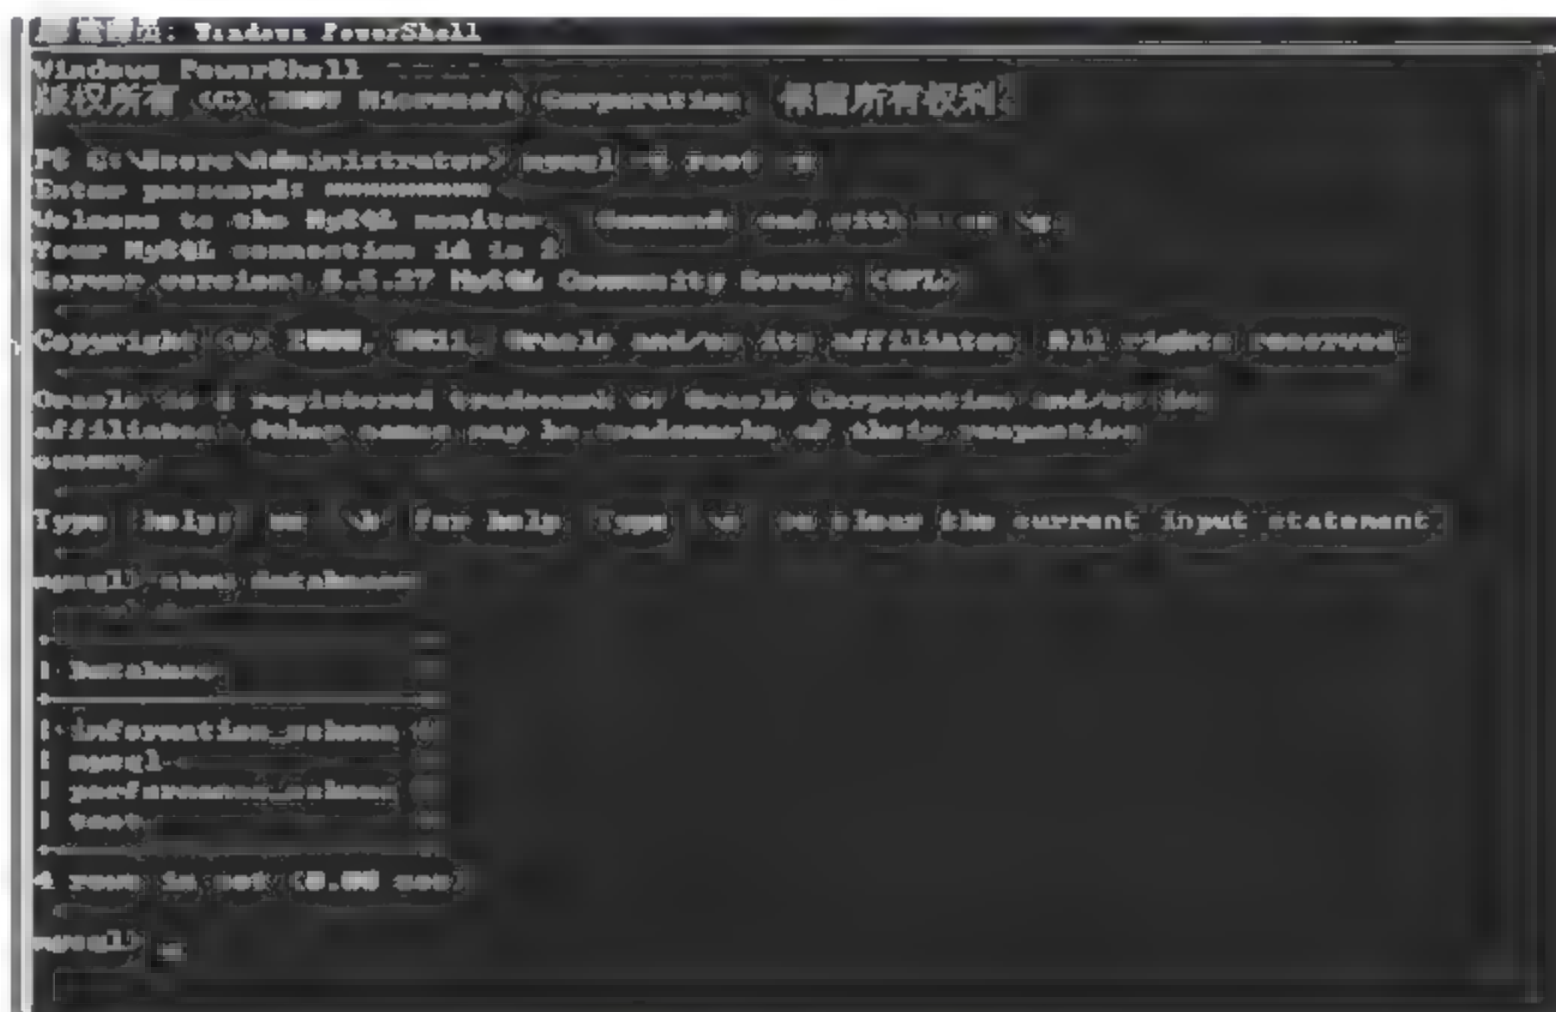 管理员: Windows PowerShell
Windows PowerShell
版权所有 (C) Microsoft Corporation 保留所有权利
PS C:\Users\Administrator> mysql -u root -p
Enter password: ************
Welcome to the MySQL monitor. Commands end with or \g.
Your MySQL connection id is 2
Server version: 5.5.27 MySQL Community Server (GPL)
Copyright (c) 2000, 2011, Oracle and/or its affiliates. All rights reserved.
Oracle is a registered trademark of Oracle Corporation and/or its
affiliates. Other names may be trademarks of their respective
owners.
Type 'help;' or '\h' for help. Type '\c' to clear the current input statement.
mysql> show databases;
| Database |
| information_schema |
| mysql |
| performance_schema |
| test |
4 rows in set (0.00 sec)
mysql> _